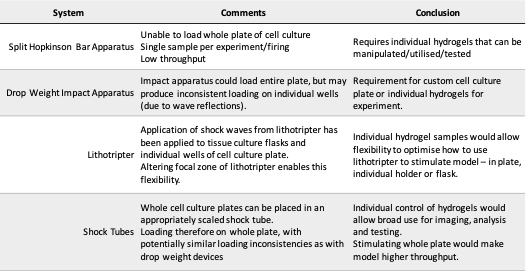 System Comments Conclusion
Split Hopkinson Bar Apparatus
Unable to load whole plate of cell culture
Single sample per experiment/firing
Low throughput
Requires individual hydrogels that can be
manipulated/utilised/tested
Drop Weight Impact Apparatus
Impact apparatus could load entire plate, but may
produce inconsistent loading on individual wells
(due to wave reflections).
Requirement for custom cell culture
plate or individual hydrogels for
experiment.
Lithotripter
Application of shock waves from lithotripter has
been applied to tissue culture flasks and
individual wells of cell culture plate.
Altering focal zone of lithotripter enables this
flexibility.
Individual hydrogel samples would allow
flexibility to optimise how to use
lithotripter to stimulate model – in plate,
individual holder or flask.
Shock Tubes
Whole cell culture plates can be placed in an
appropriately scaled shock tube.
Loading therefore on whole plate, with
potentially similar loading inconsistencies as with
drop weight devices
Individual control of hydrogels would
allow broad use for imaging, analysis
and testing.
Stimulating whole plate would make
model higher throughput.